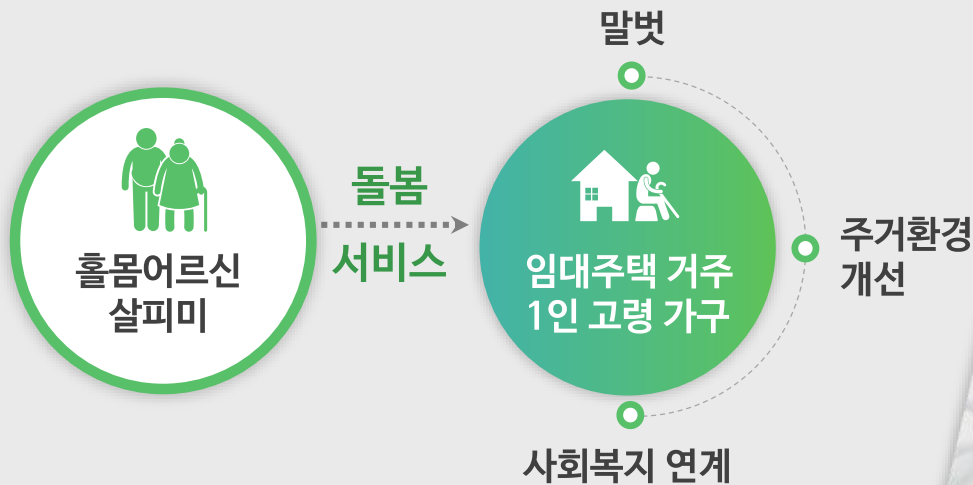 말벗
홀몸어르신
살피미
돌봄
서비스
임대주택 거주
1인 고령 가구
주거환경
개선
사회복지 연계